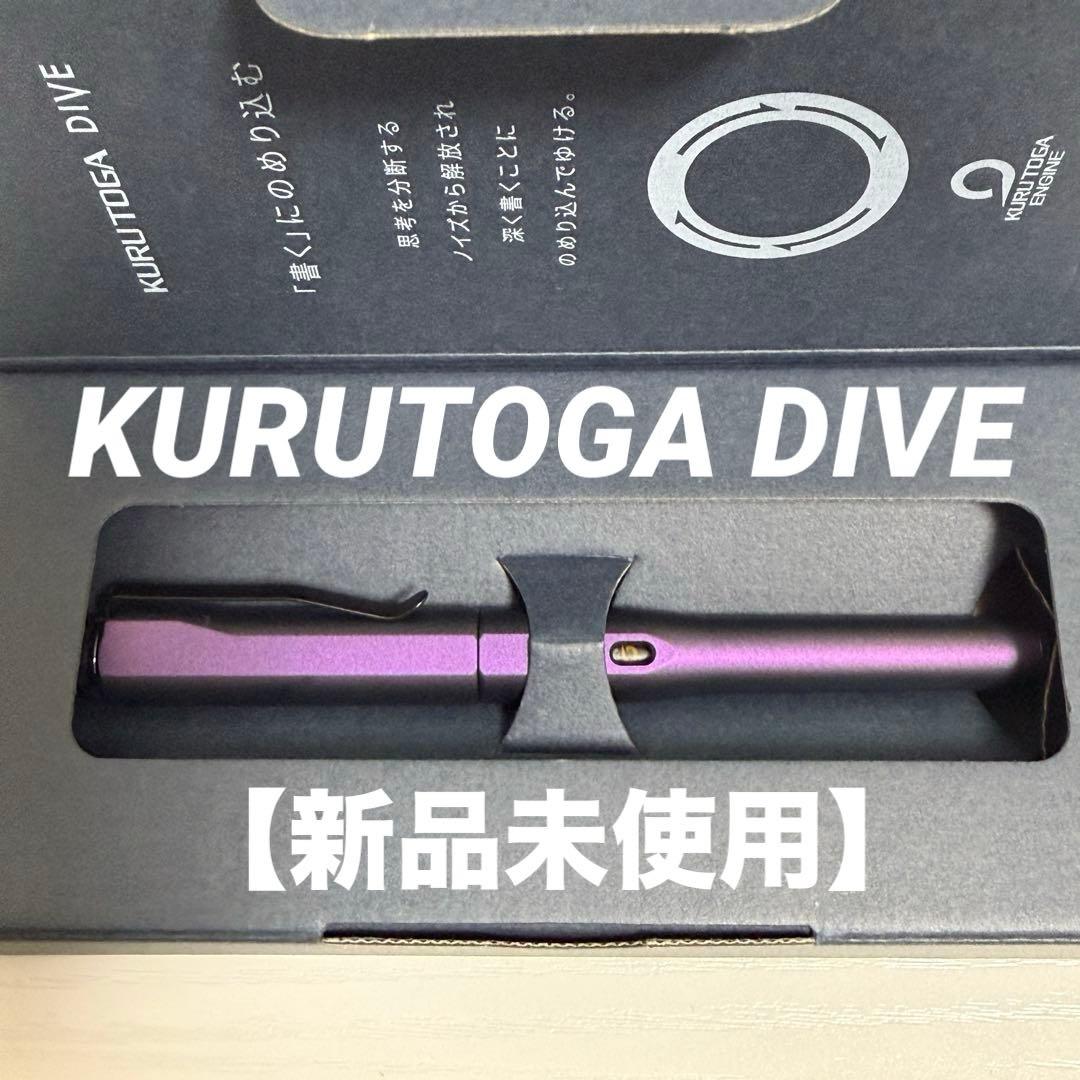 KURUTOGA DIVE
「書く」にのめり込む
思考を分断する
ノイズから解放され
深く書くことに
のめり込んでゆける。
KURUTOGA
ENGINE
KURUTOGA DIVE
【新品未使用】